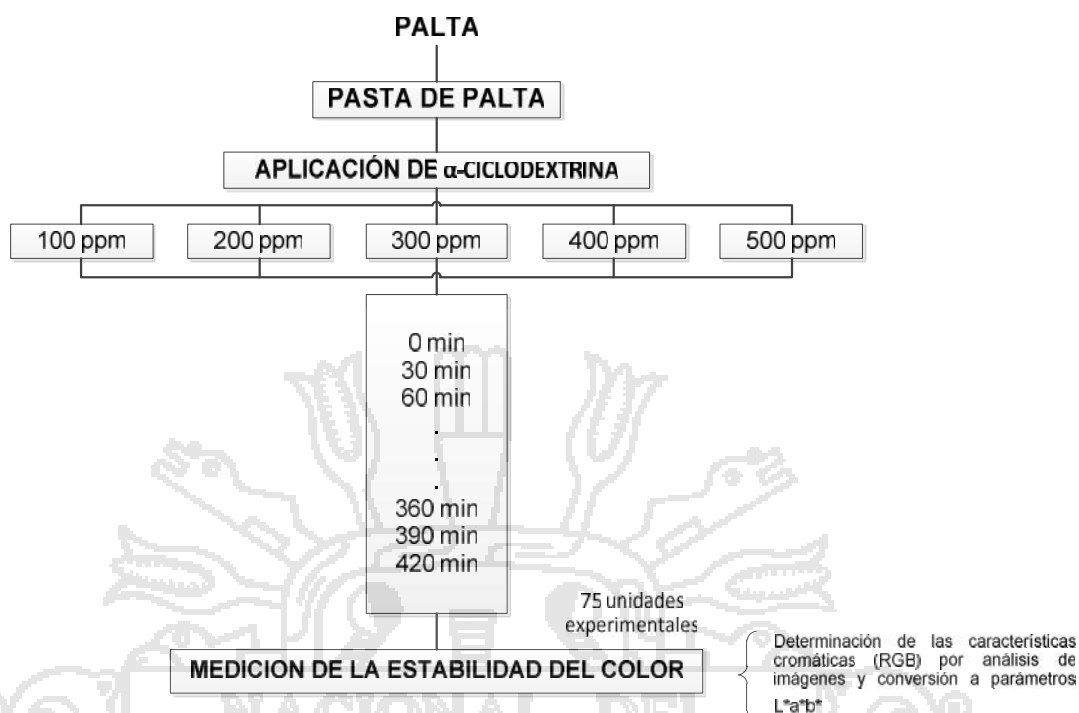 PALTA
PASTA DE PALTA
APLICACIÓN DE α-CICLODEXTRINA
100 ppm
200 ppm
300 ppm
400 ppm
500 ppm
0 min
30 min
60 min
.
.
.
360 min
390 min
420 min
75 unidades
experimentales
MEDICION DE LA ESTABILIDAD DEL COLOR
Determinación de las características
cromáticas (RGB) por análisis de
imágenes y conversión a parámetros
L*a*b*
NACIONAL DEL